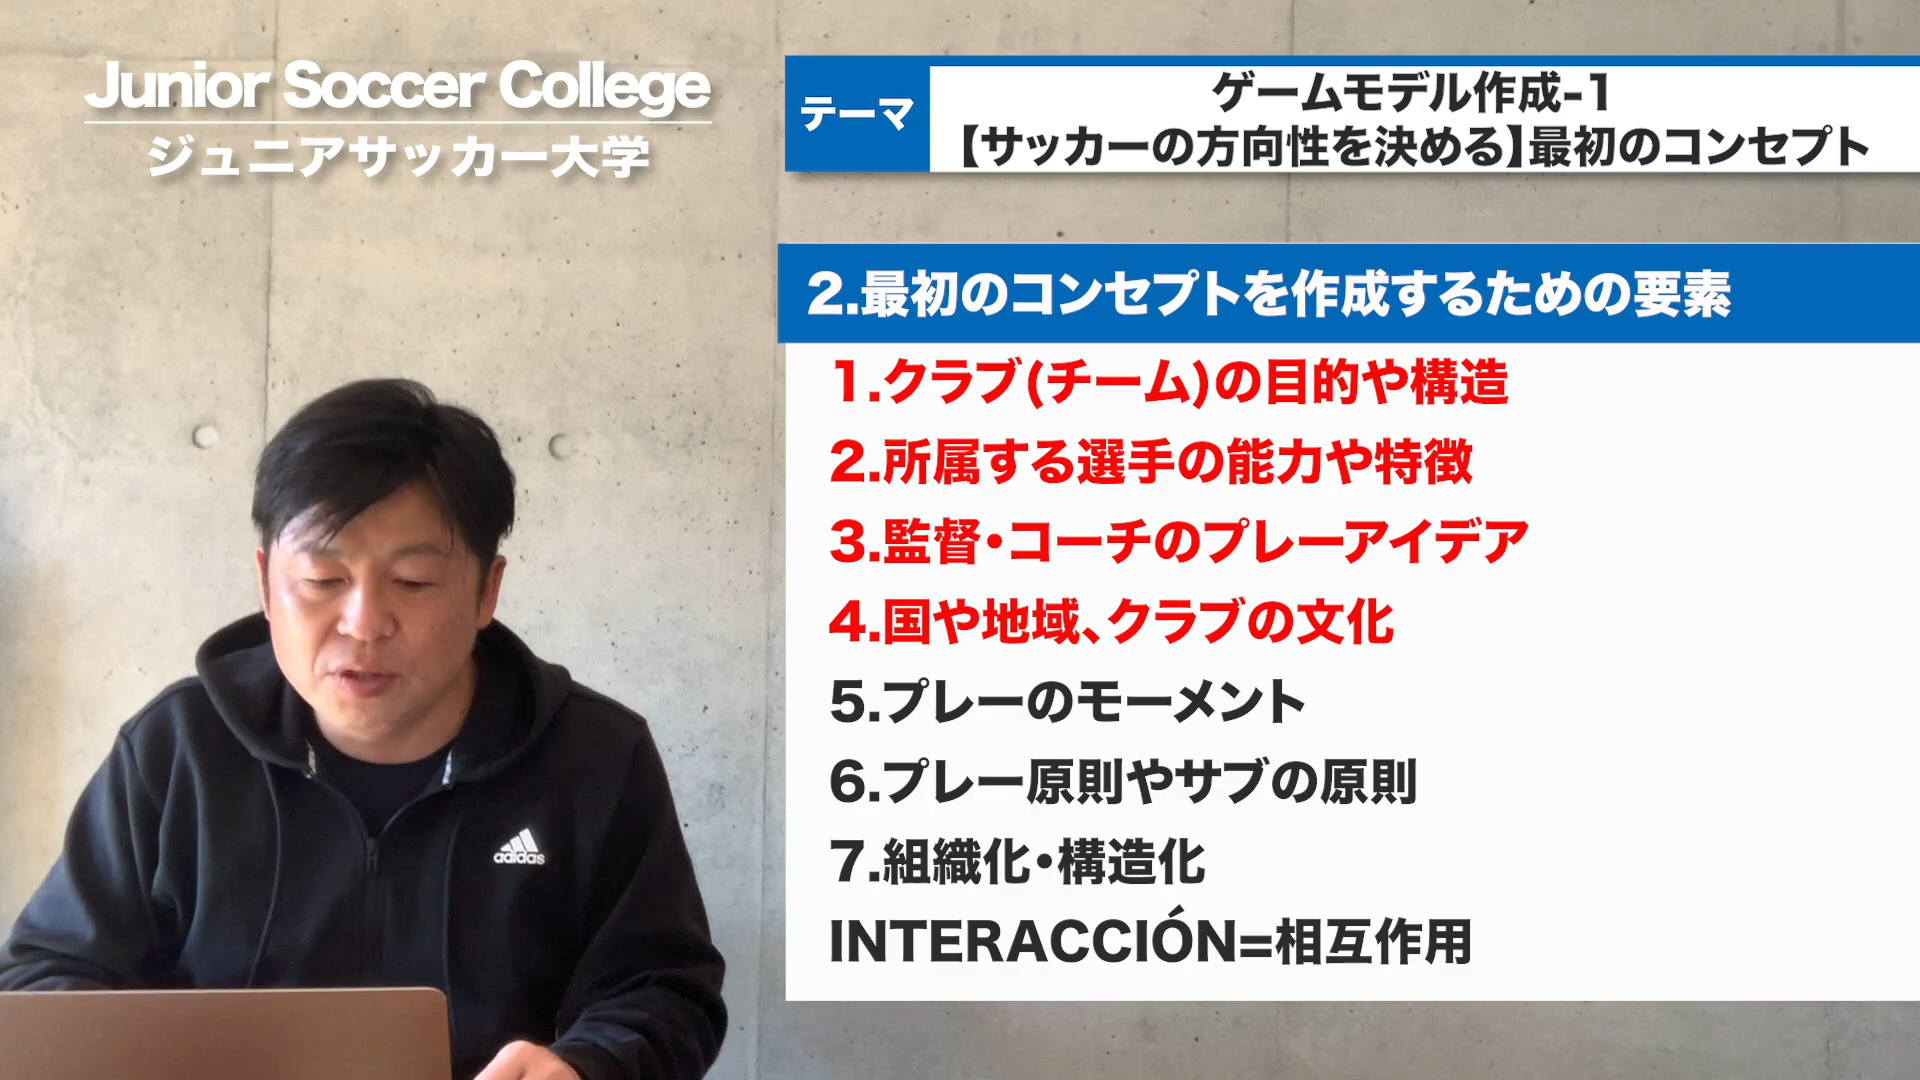 Junior Soccer College
ジュニアサッカー大学
テーマ
ゲームモデル作成-1
【サッカーの方向性を決める】最初のコンセプト
2.最初のコンセプトを作成するための要素
1.クラブ(チーム)の目的や構造
2.所属する選手の能力や特徴
3.監督・コーチのプレーアイデア
4.国や地域、クラブの文化
5.プレーのモーメント
6.プレー原則やサブの原則
7.組織化・構造化
INTERACCIÓN=相互作用
adidas